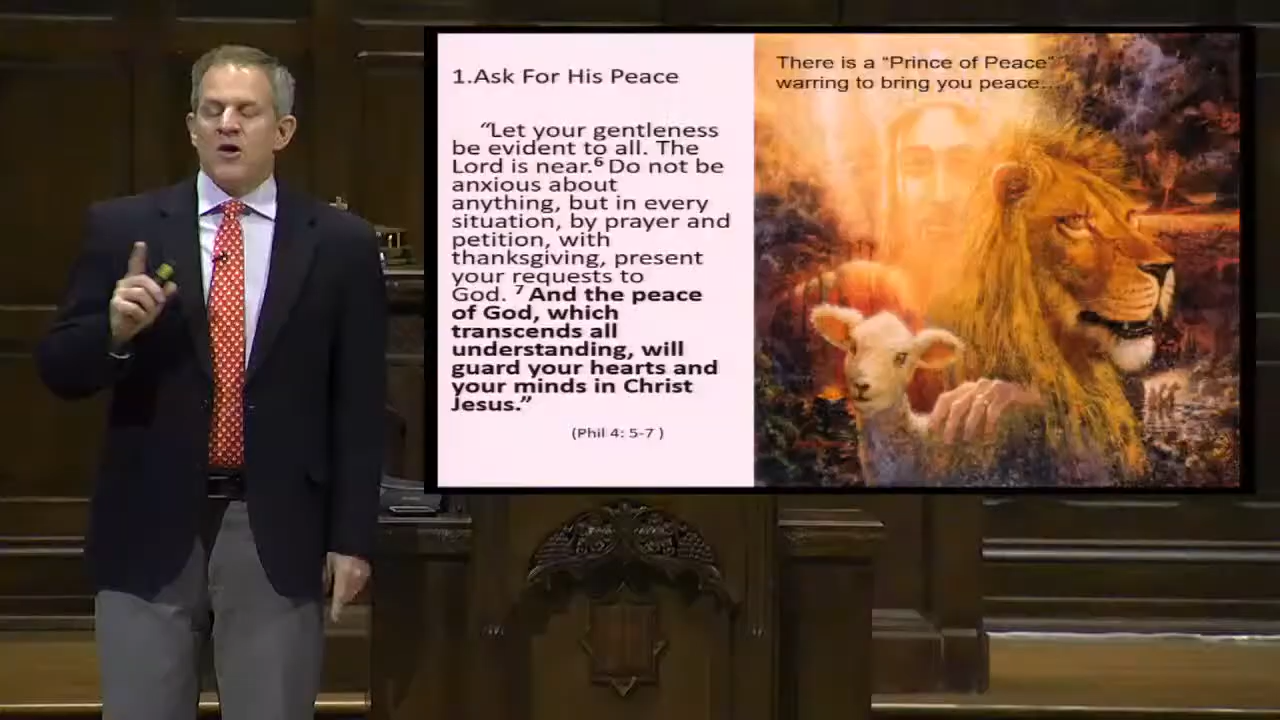 1.Ask For His Peace
“Let your gentleness
be evident to all. The
Lord is near.⁶ Do not be
anxious about
anything, but in every
situation, by prayer and
petition, with
thanksgiving, present
your requests to
God. ⁷ And the peace
of God, which
transcends all
understanding, will
guard your hearts and
your minds in Christ
Jesus.”
(Phil 4: 5-7 )
There is a “Prince of Peace”
warring to bring you peace...